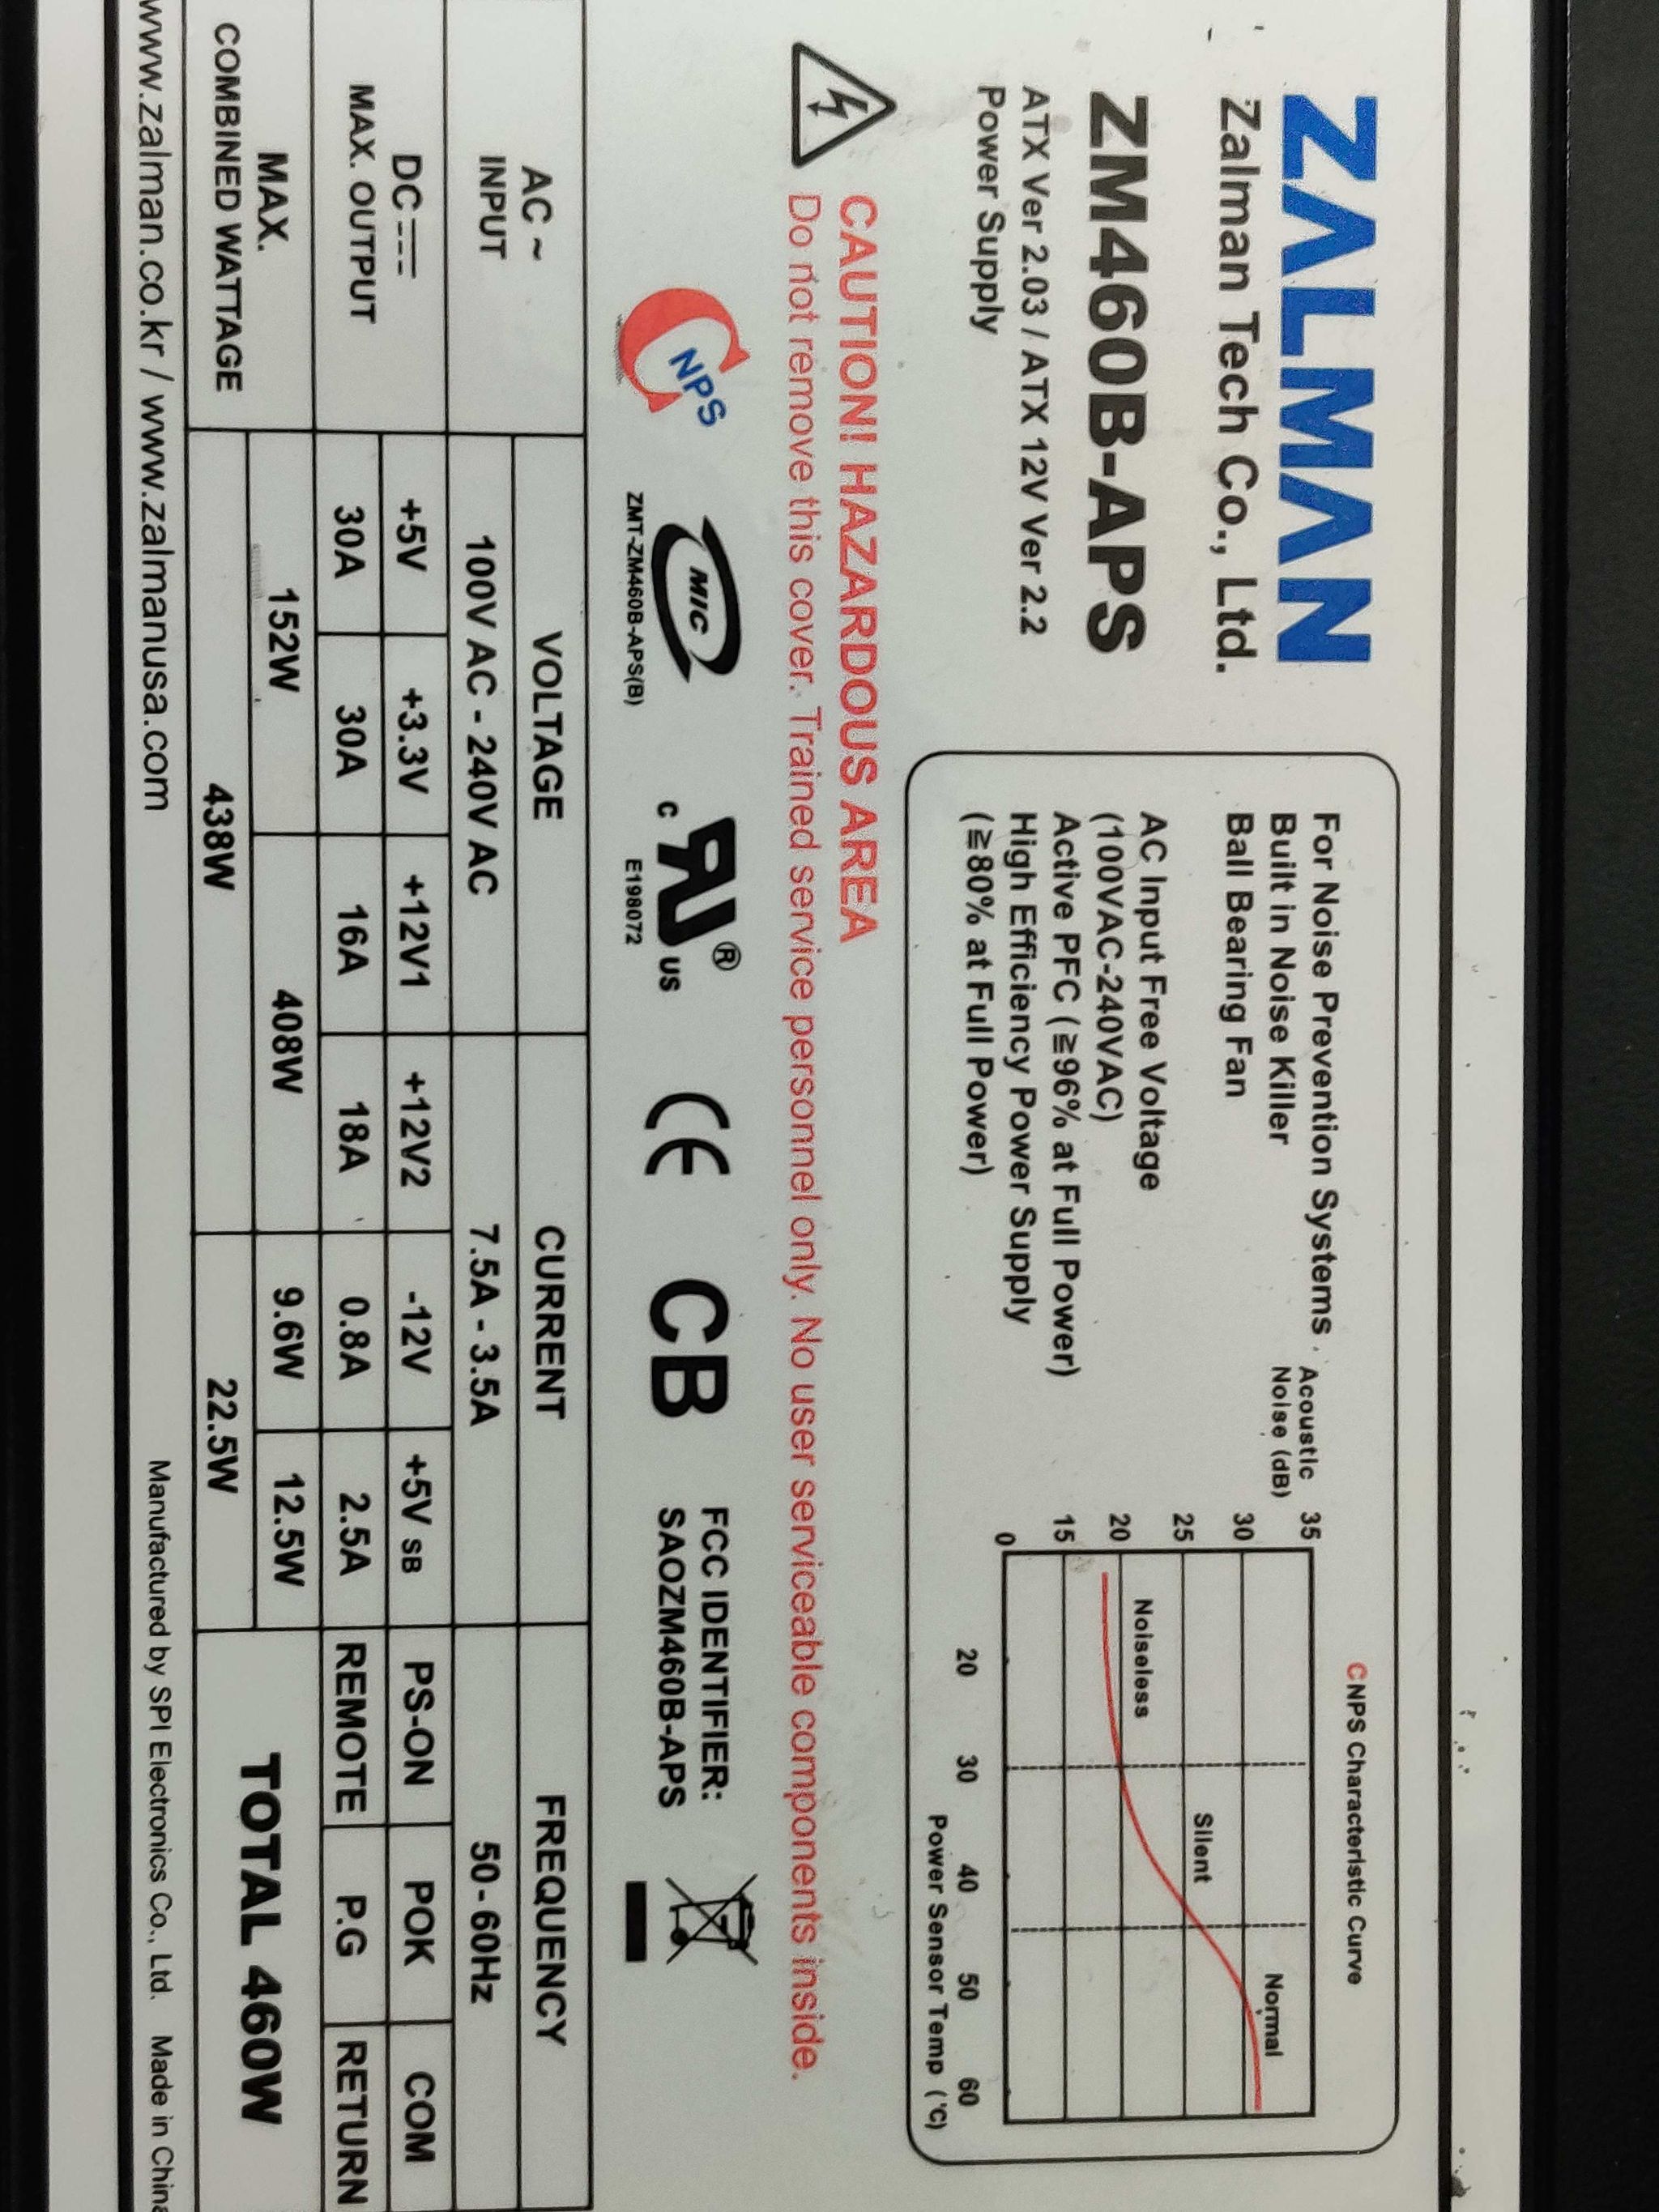 ZALMAN
Zalman Tech Co., Ltd.
ZM460B-APS
ATX Ver 2.03 / ATX 12V Ver 2.2
Power Supply
For Noise Prevention Systems
Built in Noise Killer
Ball Bearing Fan
AC Input Free Voltage
(100VAC-240VAC)
Active PFC (≧96% at Full Power)
High Efficiency Power Supply
(≧80% at Full Power)
CNPS Characteristic Curve
Acoustic
Noise (dB)
35
30
25
20
15
0
Noiseless
Silent
Normal
20 30 40 50 60
Power Sensor Temp (℃)
CAUTION! HAZARDOUS AREA
Do not remove this cover. Trained service personnel only. No user serviceable components inside.
CNPS
MIC
ZMT-ZM460B-APS(B)
c RU ® US
E198072
CE
CB
FCC IDENTIFIER:
SAOZM460B-APS
AC ~
INPUT
VOLTAGE CURRENT FREQUENCY
100V AC - 240V AC 7.5A - 3.5A 50- 60Hz
DC
MAX. OUTPUT
+5V +3.3V +12V1 +12V2 -12V +5V SB PS-ON POK COM
30A 30A 16A 18A 0.8A 2.5A REMOTE P.G RETURN
MAX.
COMBINED WATTAGE
152W 408W 9.6W 12.5W
438W 22.5W
TOTAL 460W
www.zalman.co.kr / www.zalmanusa.com
Manufactured by SPI Electronics Co., Ltd. Made in China